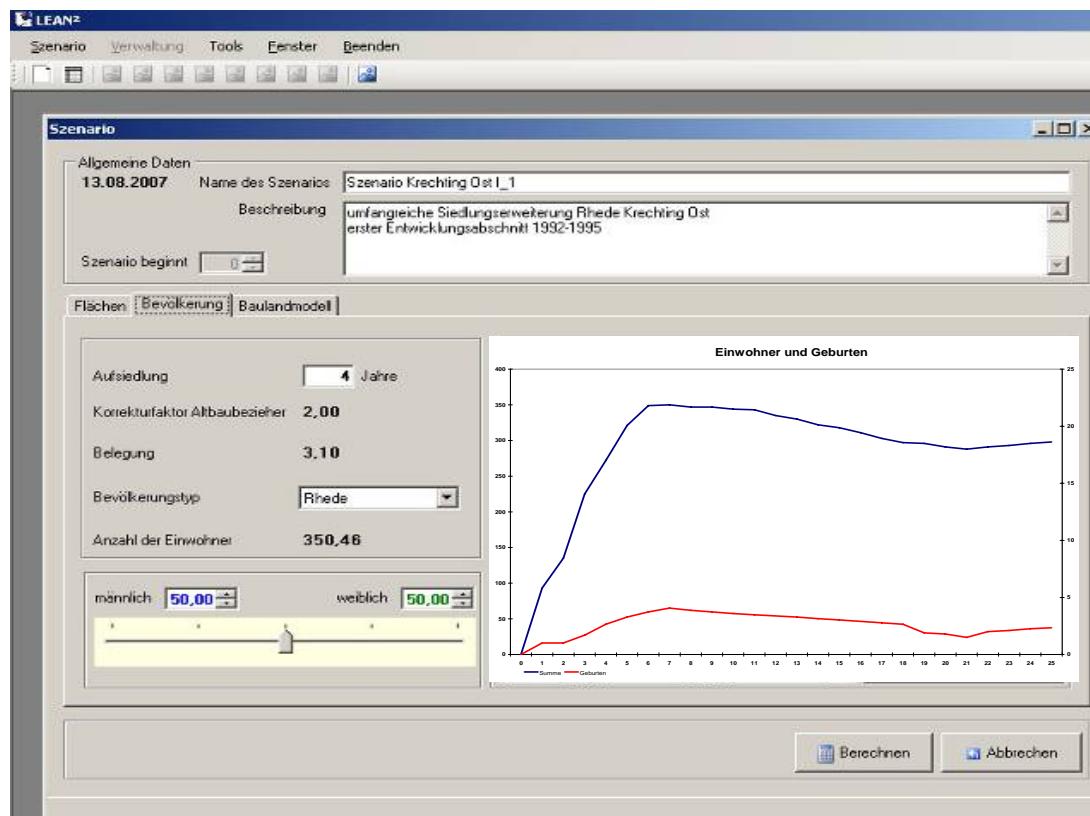 LEAN²
Szenario Verwaltung Tools Fenster Beenden
Szenario
Allgemeine Daten
13.08.2007 Name des Szenarios Szenario Krechting Ost I_1
Beschreibung umfangreiche Siedlungserweiterung Rhede Krechting Ost
erster Entwicklungsabschnitt 1992-1995
Szenario beginnt 0
Flächen Bevölkerung Baulandmodell
Aufsiedlung 4 Jahre
Korrekturfaktor Altbaubezieher 2,00
Belegung 3,10
Bevölkerungstyp Rhede
Anzahl der Einwohner 350,46
männlich 50,00 weiblich 50,00
Einwohner und Geburten
400 25
350
300 20
250
200 15
150 10
100
50 5
0 0
0 1 2 3 4 5 6 7 8 9 10 11 12 13 14 15 16 17 18 19 20 21 22 23 24 25
Summe Geburten
Berechnen Abbrechen